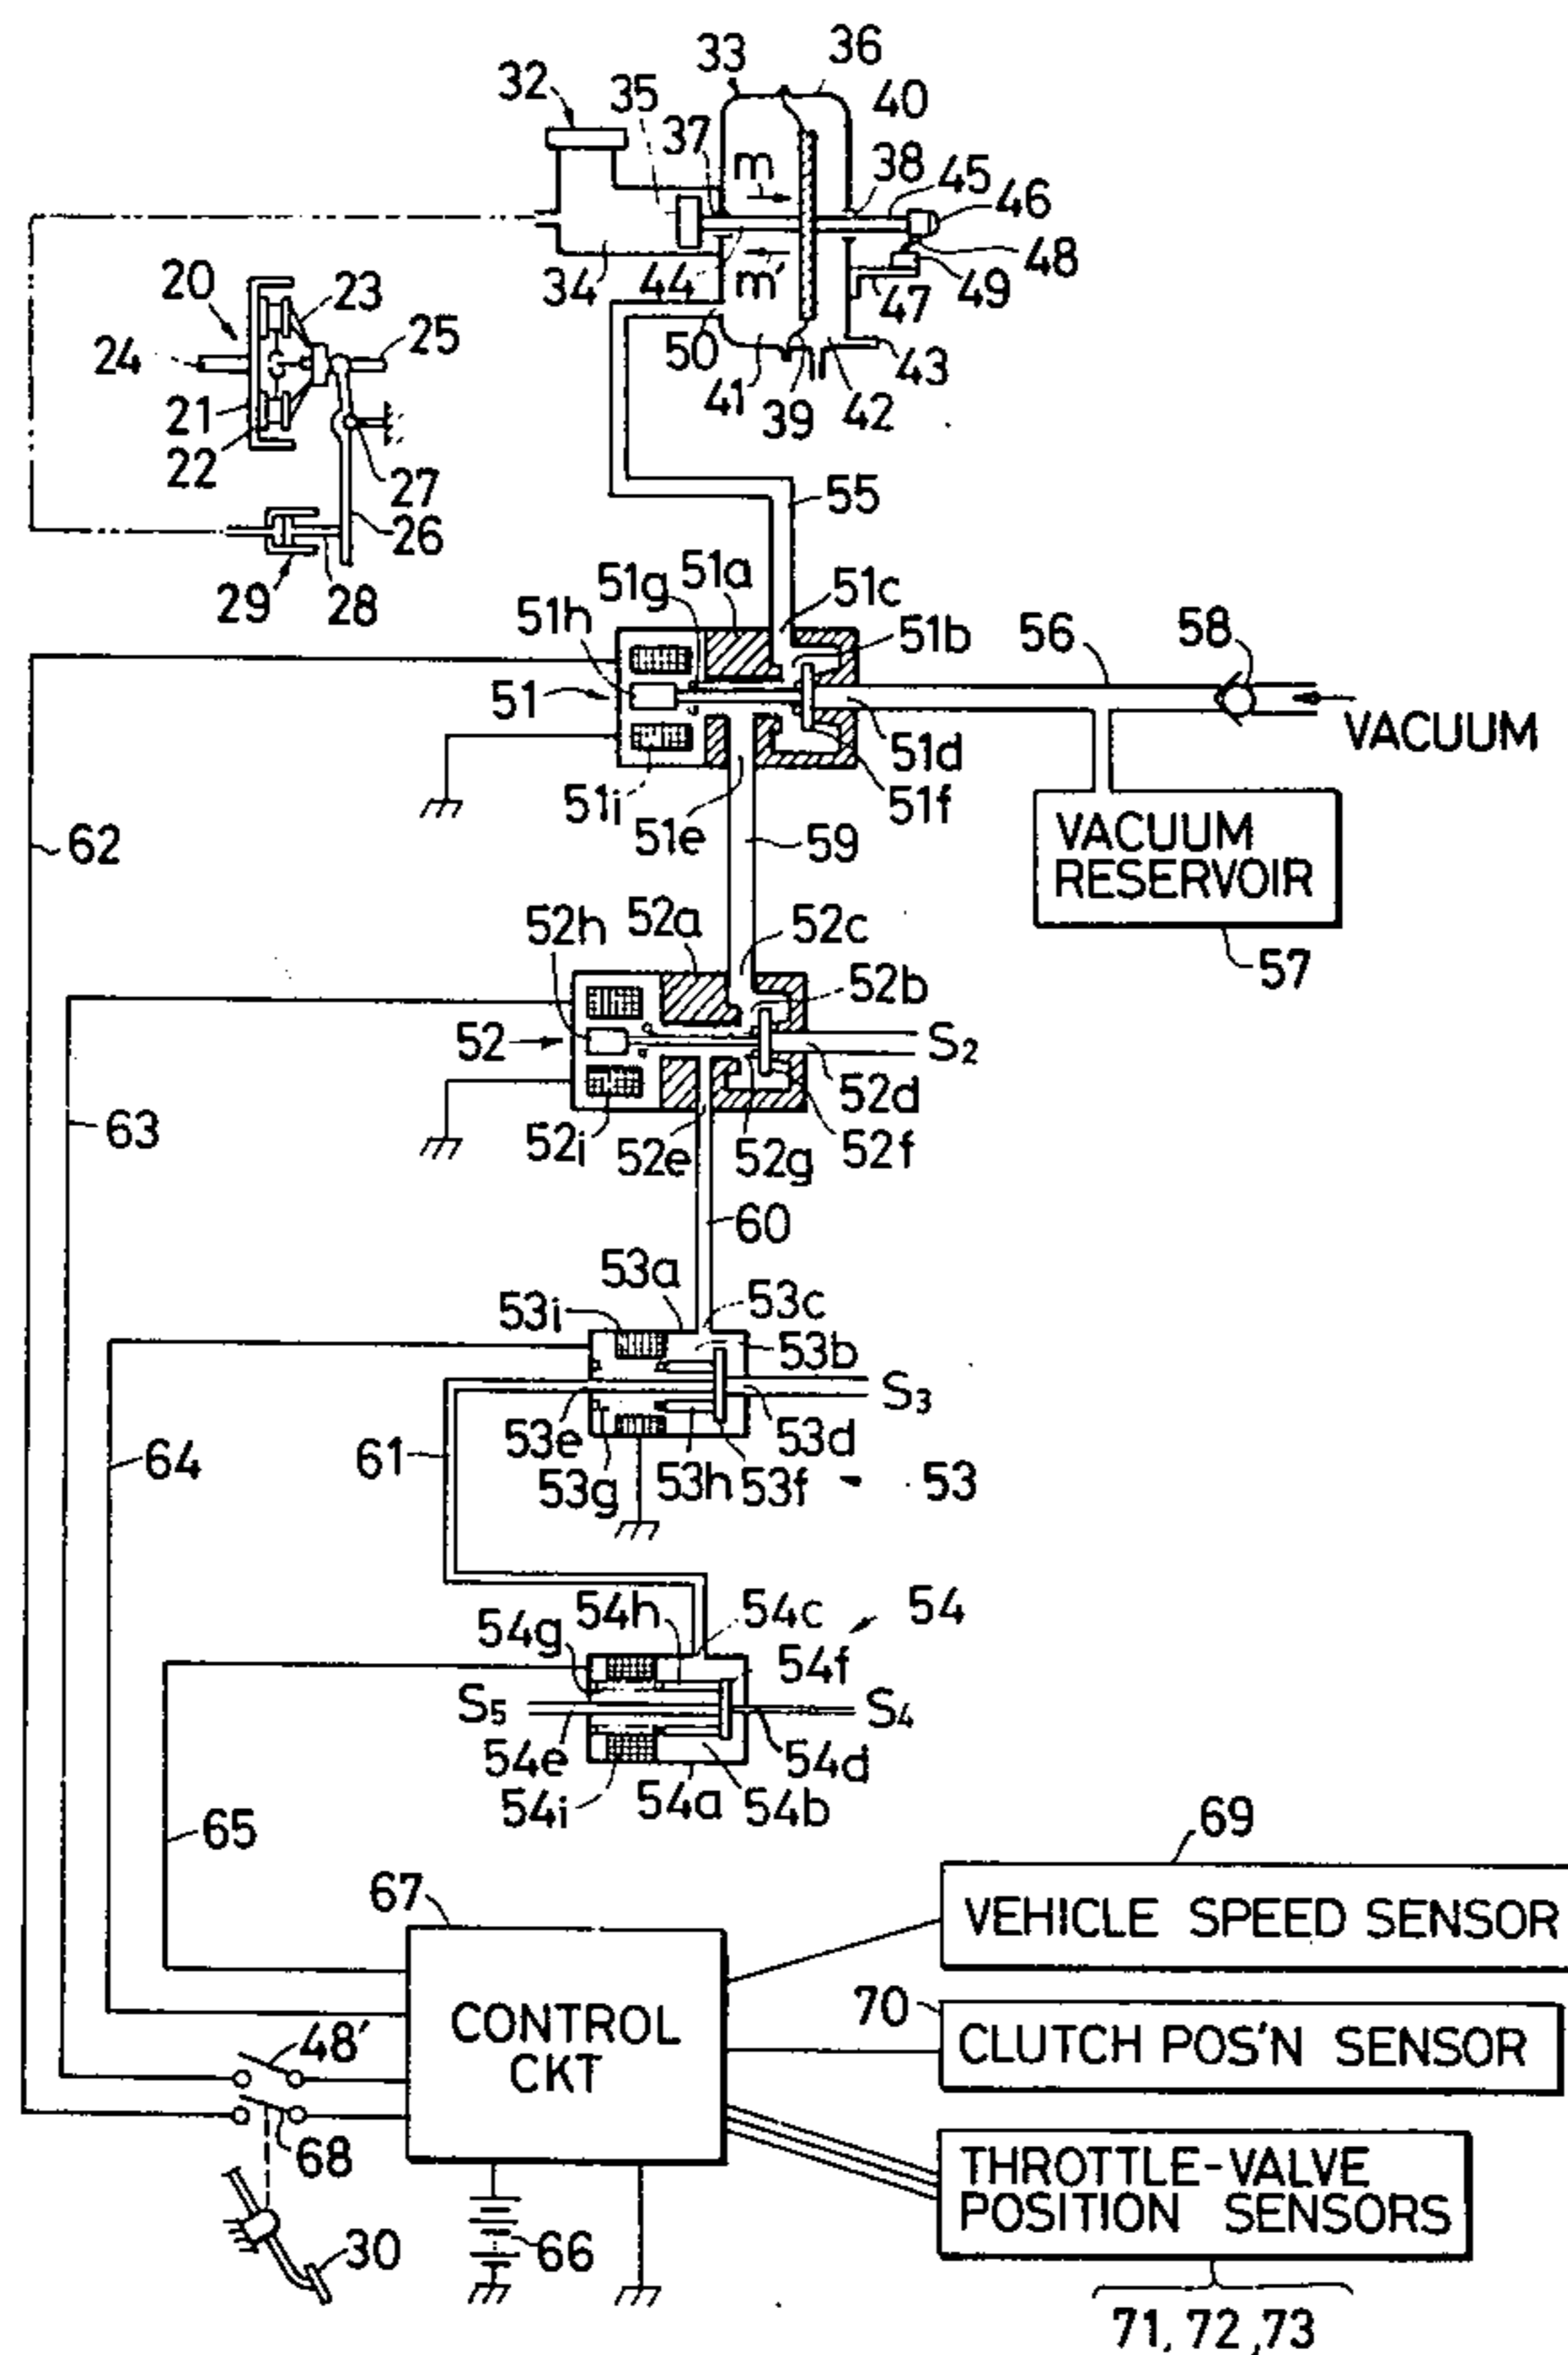 33 36
32 35 40
37 m 38 45
46
34 44 m' 48
47 49
50 43
41 39 42
20 23
24 25
21
22 27
26
29 28
55
51g 51a 51c
51h 51b 56 58
51
VACUUM
51d
51i 51f
51e 59
VACUUM
RESERVOIR
57
62
52h 52a 52c
52b
52 S2
52d
52i 52e 52g 52f
63
60
53a
53i 53c
53b
S3
53e 53d
53g 53h 53f 53
64 61
54g 54h 54c 54
54f
S5 S4
54e 54d
54i 54a 54b
65
67 69
VEHICLE SPEED SENSOR
70
CONTROL
CKT
CLUTCH POS'N SENSOR
48'
68
THROTTLE-VALVE
POSITION SENSORS
30 66
71, 72, 73